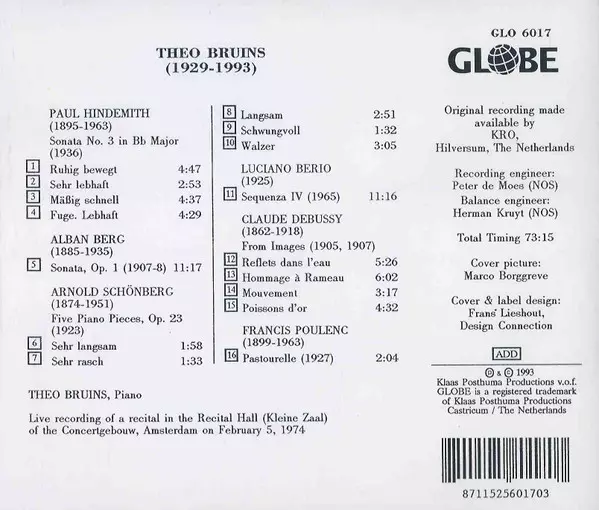 THEO BRUINS
(1929-1993)
PAUL HINDEMITH
(1895-1963)
Sonata No. 3 in Bb Major
(1936)
1 Ruhig bewegt 4:47
2 Sehr lebhaft 2:53
3 Mäßig schnell 4:37
4 Fuge. Lebhaft 4:29
ALBAN BERG
(1885-1935)
5 Sonata, Op. 1 (1907-8) 11:17
ARNOLD SCHÖNBERG
(1874-1951)
Five Piano Pieces, Op. 23
(1923)
6 Sehr langsam 1:58
7 Sehr rasch 1:33
8 Langsam 2:51
9 Schwungvoll 1:32
10 Walzer 3:05
LUCIANO BERIO
(1925)
11 Sequenza IV (1965) 11:16
CLAUDE DEBUSSY
(1862-1918)
From Images (1905, 1907)
12 Reflets dans l'eau 5:26
13 Hommage à Rameau 6:02
14 Mouvement 3:17
15 Poissons d'or 4:32
FRANCIS POULENC
(1899-1963)
16 Pastourelle (1927) 2:04
THEO BRUINS, Piano
Live recording of a recital in the Recital Hall (Kleine Zaal)
of the Concertgebouw, Amsterdam on February 5, 1974
GLO 6017
GLOBE
Original recording made
available by
KRO,
Hilversum, The Netherlands
Recording engineer:
Peter de Moes (NOS)
Balance engineer:
Herman Kruyt (NOS)
Total Timing 73:15
Cover picture:
Marco Borggreve
Cover & label design:
Frans Lieshout,
Design Connection
ADD
Ⓟ & © 1993
Klaas Posthuma Productions v.o.f.
GLOBE is a registered trademark
of Klaas Posthuma Productions
Castricum / The Netherlands
8711525601703